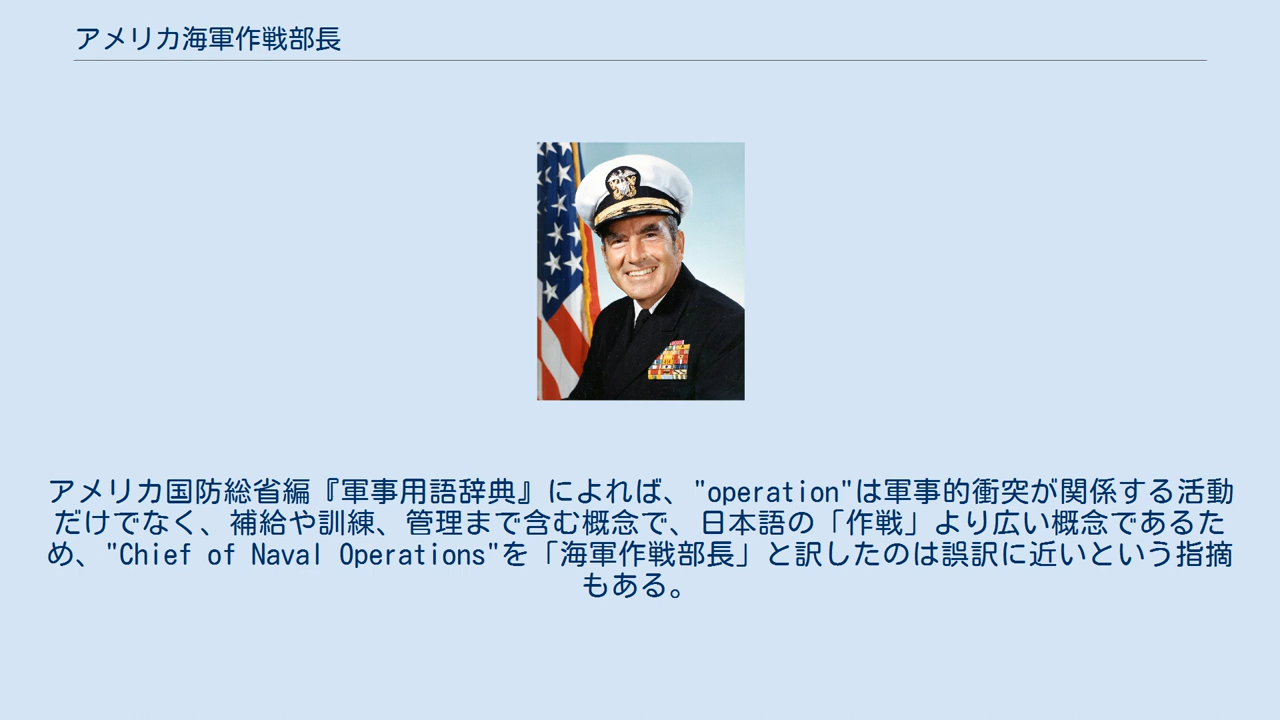 アメリカ海軍作戦部長
アメリカ国防総省編『軍事用語辞典』によれば、"operation"は軍事的衝突が関係する活動
だけでなく、補給や訓練、管理まで含む概念で、日本語の「作戦」より広い概念であるた
め、"Chief of Naval Operations"を「海軍作戦部長」と訳したのは誤訳に近いという指摘
もある。